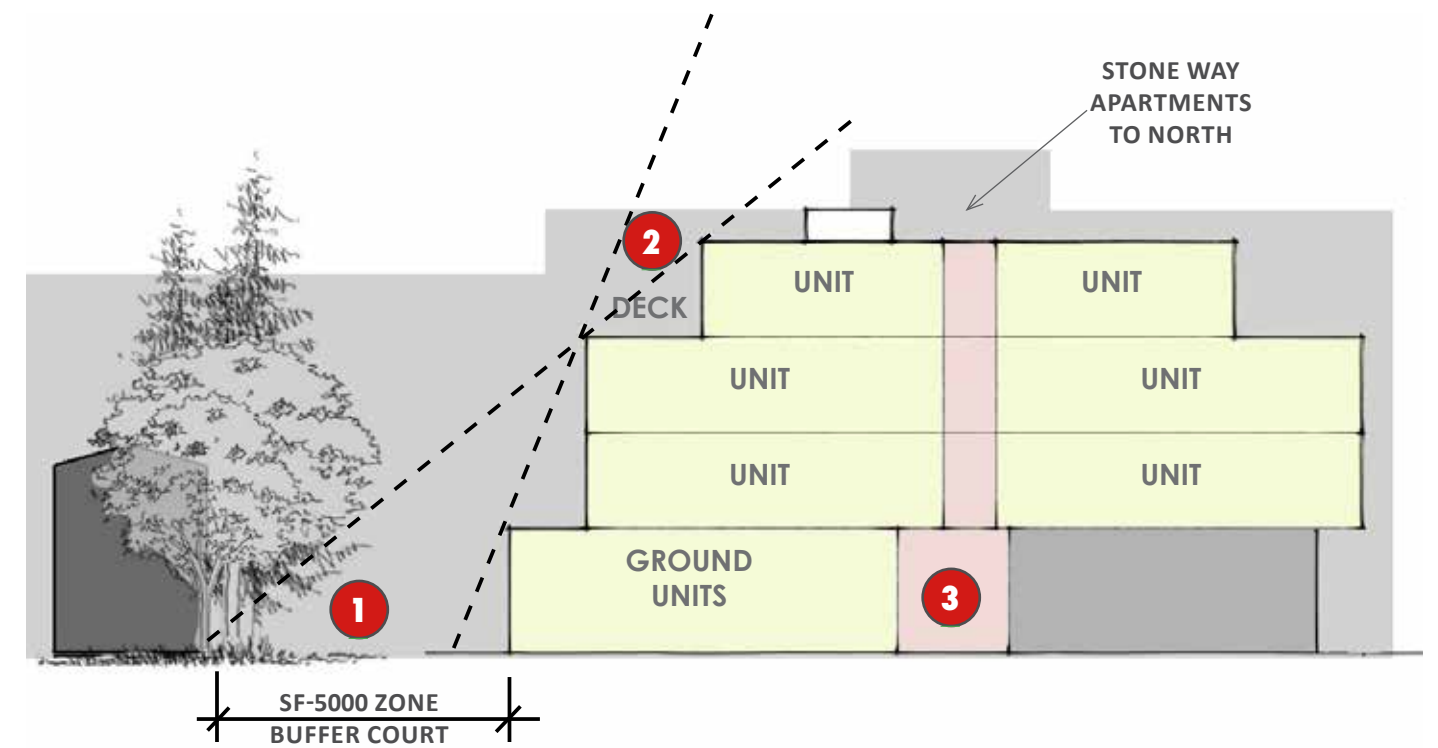 STONE WAY
APARTMENTS
TO NORTH
2
DECK
UNIT
UNIT
UNIT
UNIT
UNIT
UNIT
GROUND
UNITS
1
3
SF-5000 ZONE
BUFFER COURT